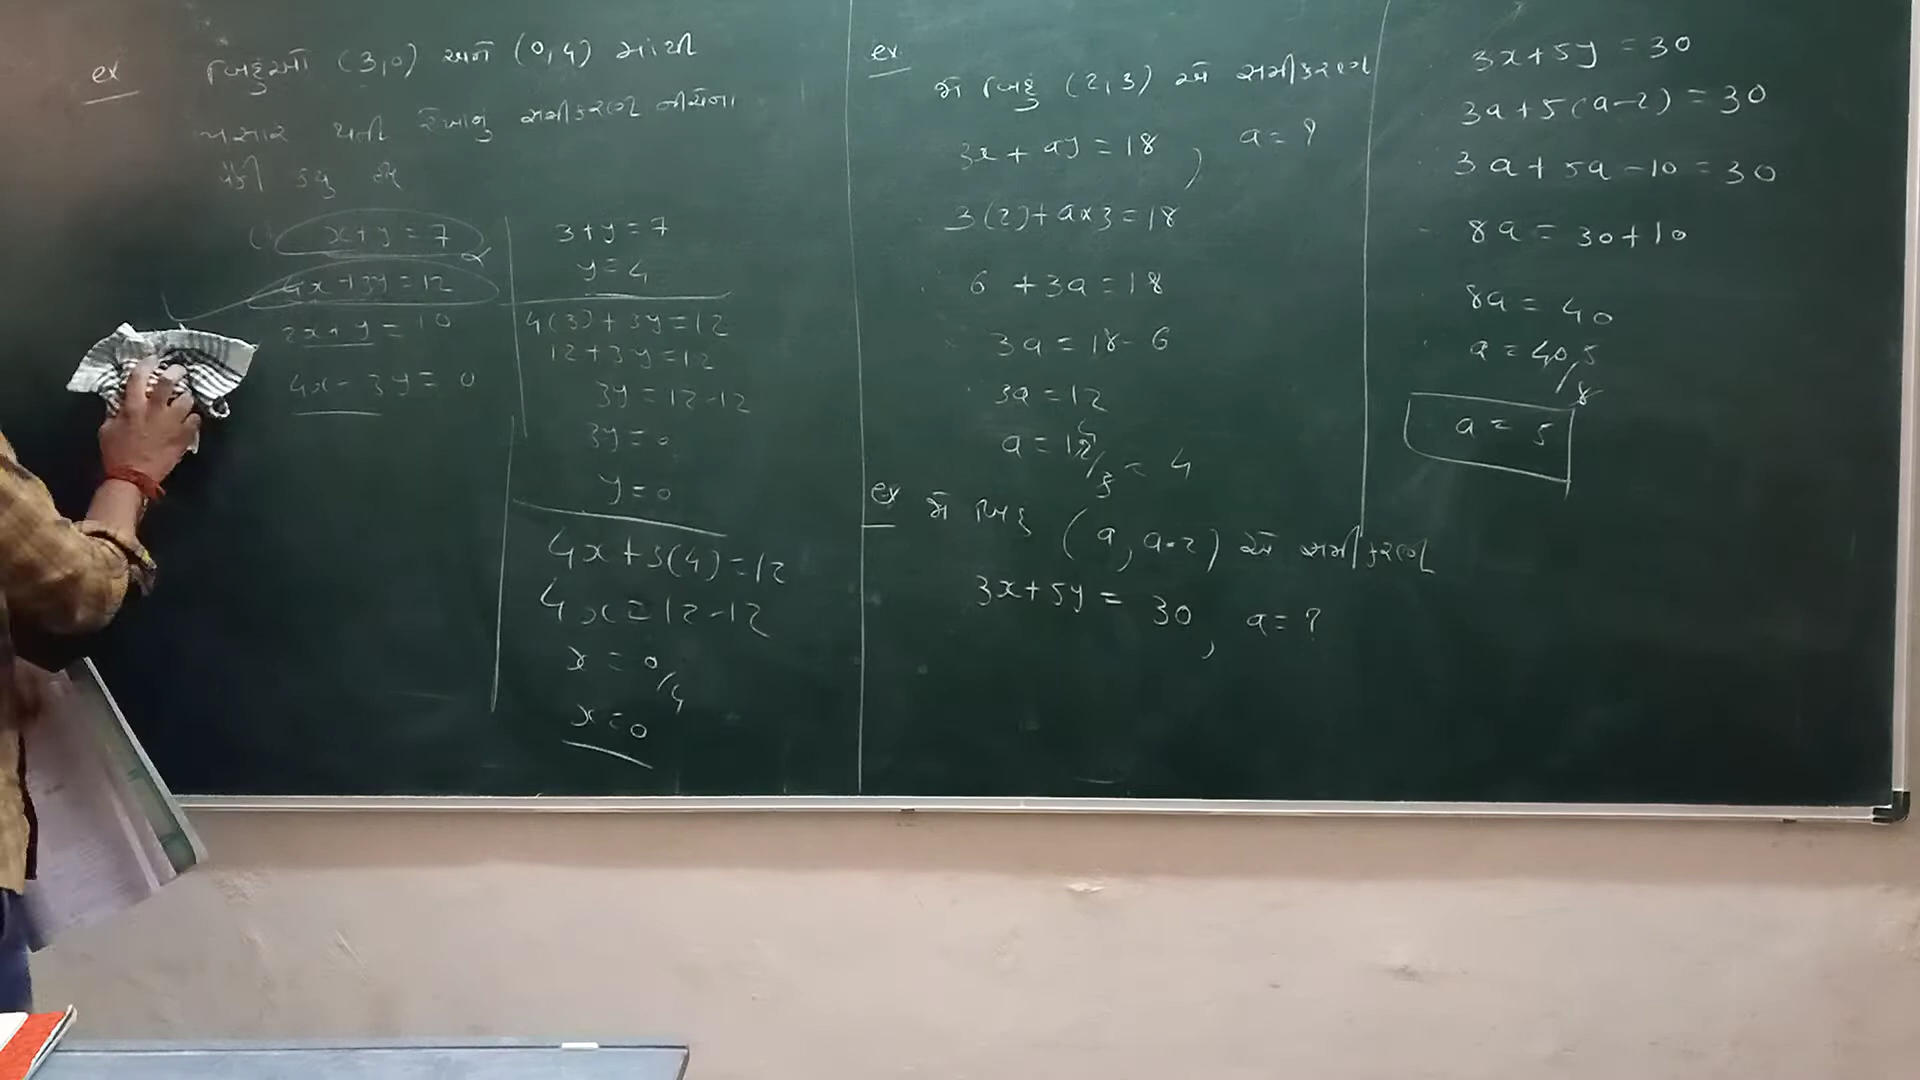 ex બિંદુઓ (3,0) અને (0,4) માંથી
પસાર થતી રેખાનું સમીકરણ નીચેના
પૈકી કયુ છે
x+y=7
4x+3y=12
2x+y=10
4x-3y=0
3+y=7
y=4
4(3)+3y=12
12+3y=12
3y=12-12
3y=0
y=0
4x+3(4)=12
4x=12-12
x=0/4
x=0
ex જો બિંદુ (2,3) એ સમીકરણ
3x+ay=18, a=?
3(2)+a×3=18
6+3a=18
3a=18-6
3a=12
a=12/3=4
ex જો બિંદુ (a,a-2) એ સમીકરણ
3x+5y=30, a=?
3x+5y=30
3a+5(a-2)=30
3a+5a-10=30
8a=30+10
8a=40
a=40/8 5
a=5